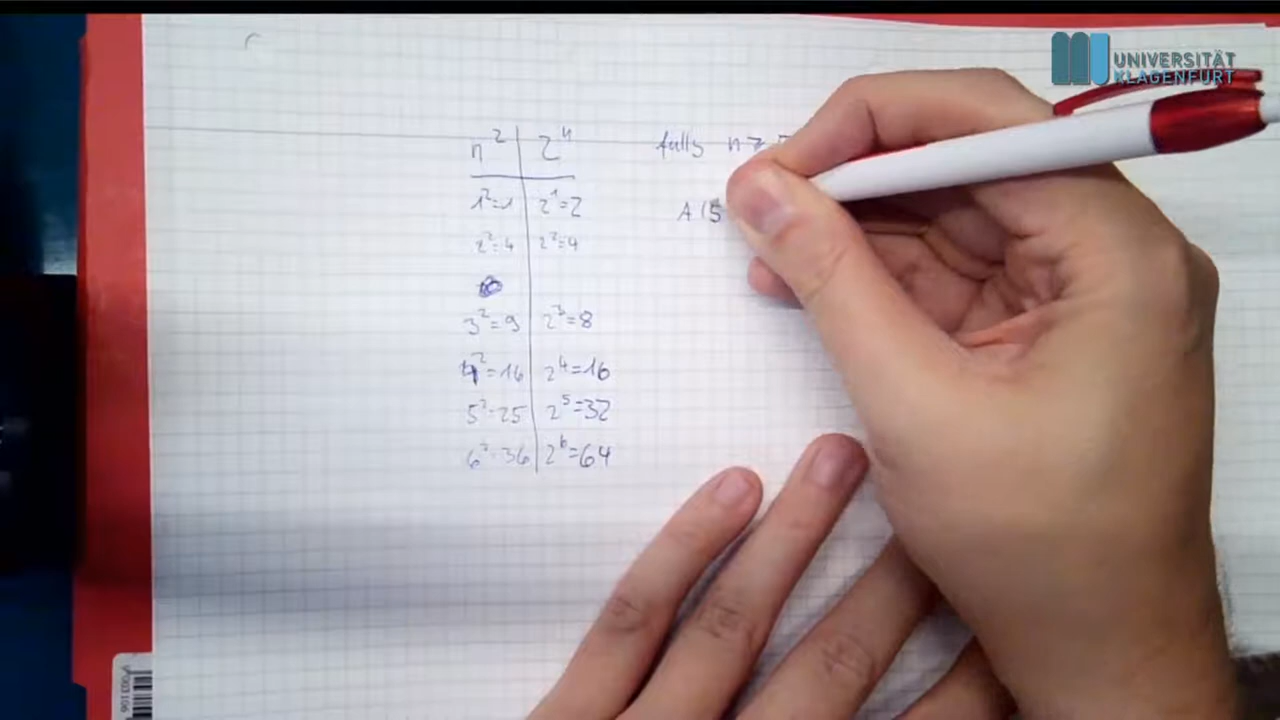 UNIVERSITÄT
KLAGENFURT
n² | 2ⁿ
falls n ≥
1²=1 | 2¹=2
A(5
2²=4 | 2²=4
3²=9 | 2³=8
4²=16 | 2⁴=16
5²=25 | 2⁵=32
6²=36 | 2⁶=64